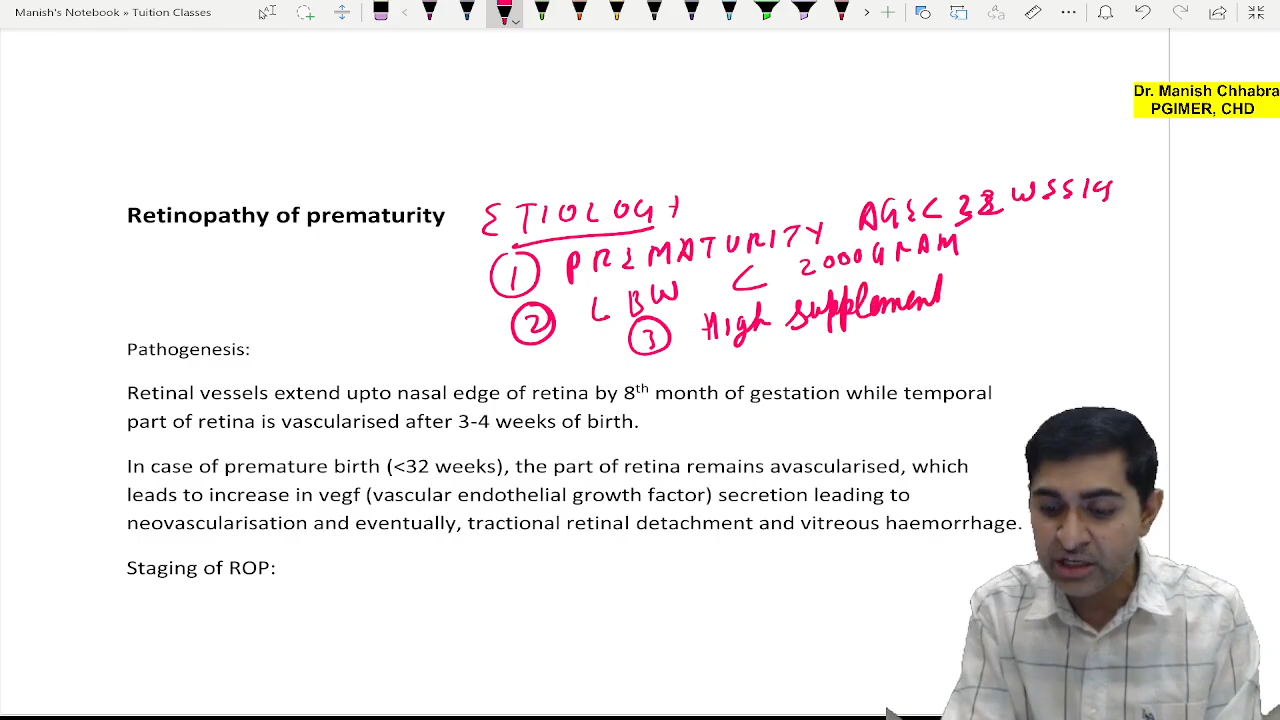 Manish's Notebook » Tuition Classes
Dr. Manish Chhabra
PGIMER, CHD
Retinopathy of prematurity
ETIOLOGY
1 PREMATURITY AGE < 32
2 LBW < 2000 GRAM
3 High supplement
Pathogenesis:
Retinal vessels extend upto nasal edge of retina by 8th month of gestation while temporal
part of retina is vascularised after 3-4 weeks of birth.
In case of premature birth (<32 weeks), the part of retina remains avascularised, which
leads to increase in vegf (vascular endothelial growth factor) secretion leading to
neovascularisation and eventually, tractional retinal detachment and vitreous haemorrhage.
Staging of ROP: